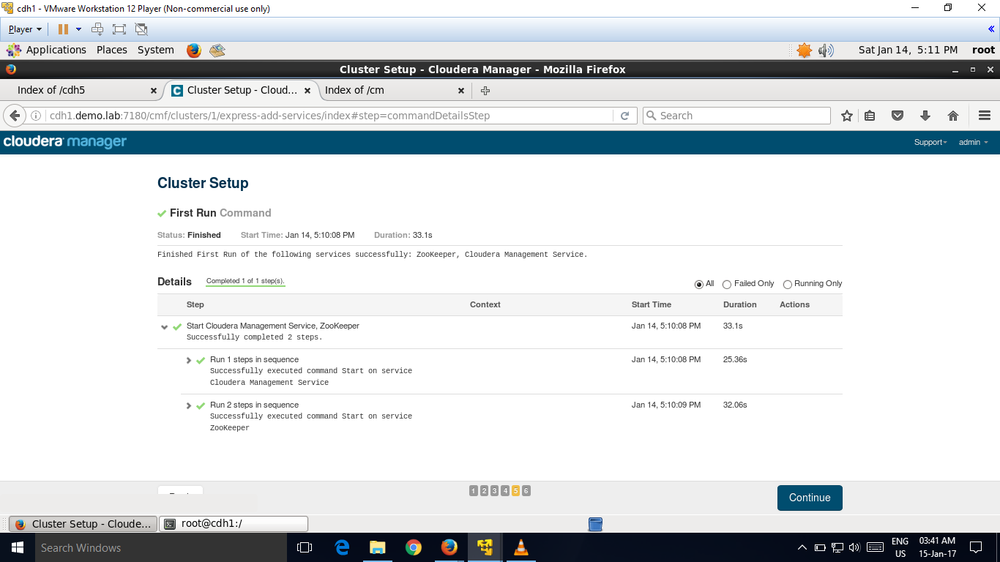 cdh1 - VMware Workstation 12 Player (Non-commercial use only)
Player
Applications Places System
Sat Jan 14, 5:11 PM root
Cluster Setup - Cloudera Manager - Mozilla Firefox
Index of /cdh5
Cluster Setup - Cloud...
Index of /cm
cdh1.demo.lab:7180/cmf/clusters/1/express-add-services/index#step=commandDetailsStep
Search
cloudera manager
Support
admin
Cluster Setup
First Run Command
Status: Finished Start Time: Jan 14, 5:10:08 PM Duration: 33.1s
Finished First Run of the following services successfully: ZooKeeper, Cloudera Management Service.
Details Completed 1 of 1 step(s).
All Failed Only Running Only
Step Context Start Time Duration Actions
Start Cloudera Management Service, ZooKeeper Jan 14, 5:10:08 PM 33.1s
Successfully completed 2 steps.
Run 1 steps in sequence Jan 14, 5:10:08 PM 25.36s
Successfully executed command Start on service
Cloudera Management Service
Run 2 steps in sequence Jan 14, 5:10:09 PM 32.06s
Successfully executed command Start on service
ZooKeeper
1 2 3 4 5 6
Continue
Cluster Setup - Cloude...
root@cdh1:/
Search Windows
ENG
US
03:41 AM
15-Jan-17